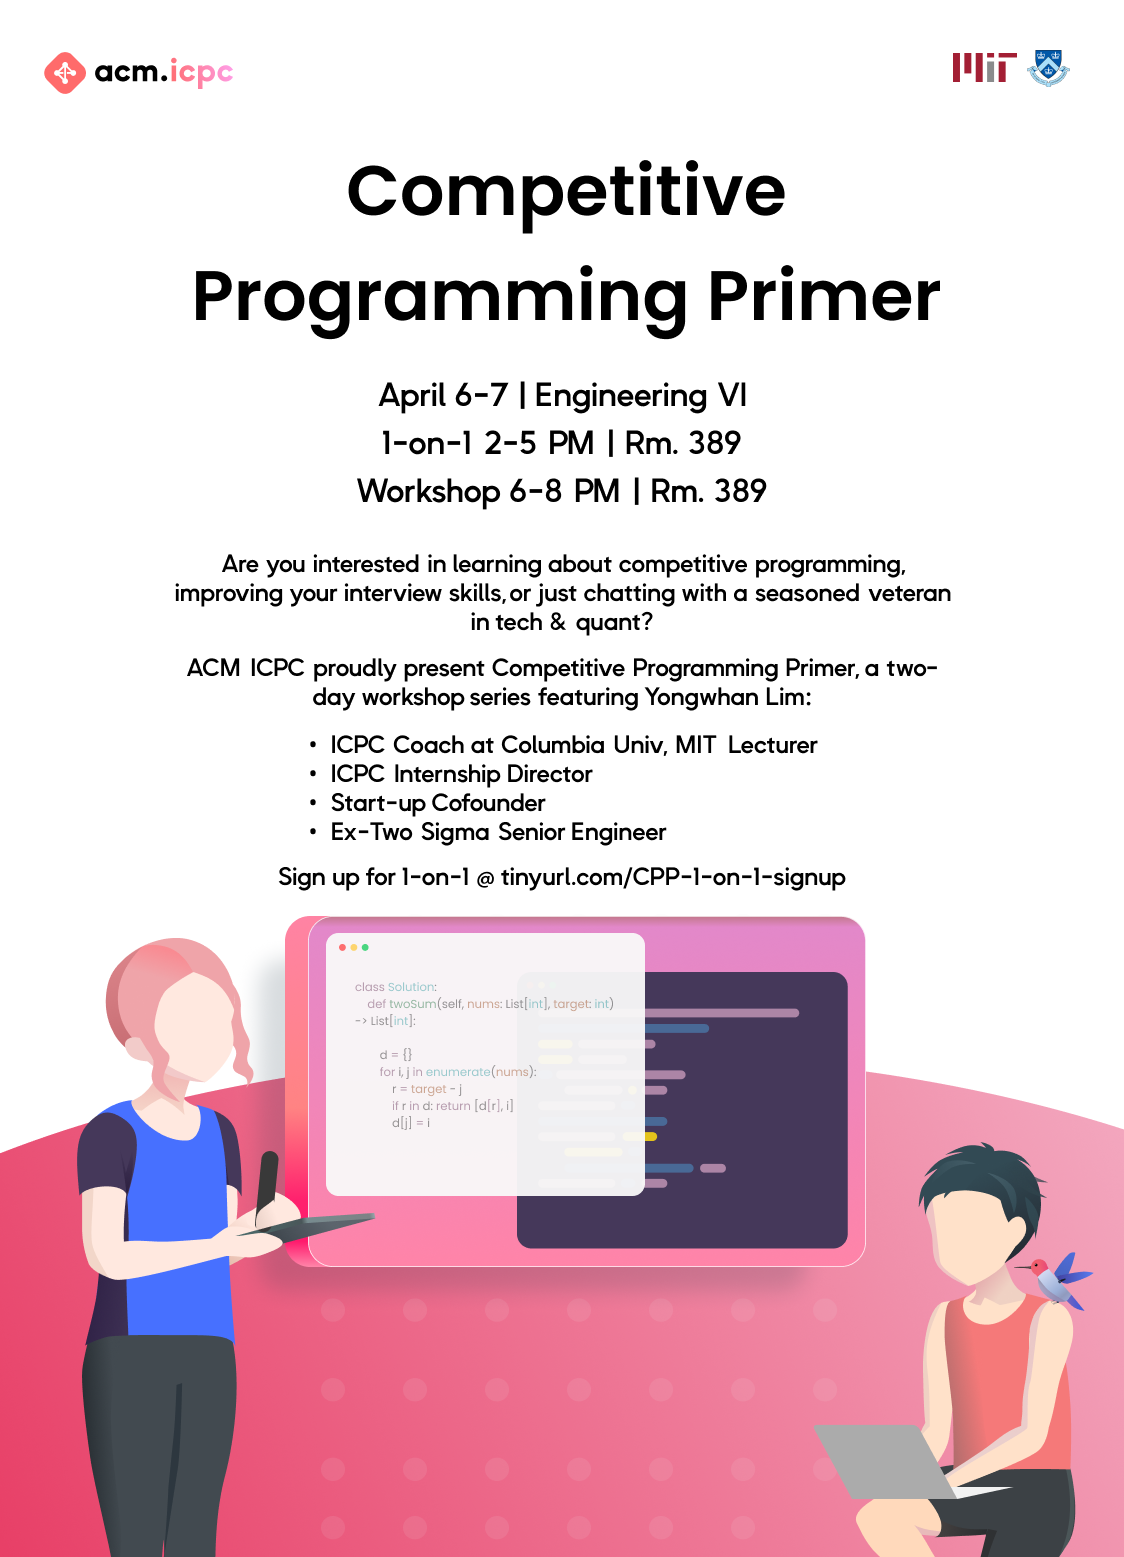 acm.icpc
MIT
Competitive
Programming Primer
April 6-7 | Engineering VI
1-on-1 2-5 PM | Rm. 389
Workshop 6-8 PM | Rm. 389
Are you interested in learning about competitive programming,
improving your interview skills, or just chatting with a seasoned veteran
in tech & quant?
ACM ICPC proudly present Competitive Programming Primer, a two-
day workshop series featuring Yongwhan Lim:
• ICPC Coach at Columbia Univ, MIT Lecturer
• ICPC Internship Director
• Start-up Cofounder
• Ex-Two Sigma Senior Engineer
Sign up for 1-on-1 @ tinyurl.com/CPP-1-on-1-signup
class Solution:
def twoSum(self, nums: List[int], target: int)
-> List[int]:
d = {}
for i, j in enumerate(nums):
r = target - j
if r in d: return [d[r], i]
d[j] = i